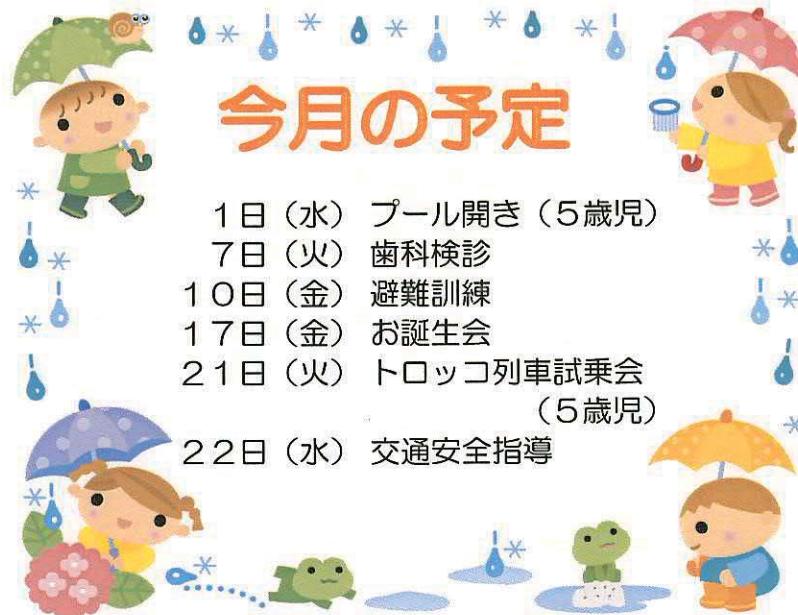 今月の予定
1日（水） プール開き（5歳児）
7日（火） 歯科検診
10日（金） 避難訓練
17日（金） お誕生会
21日（火） トロッコ列車試乗会
（5歳児）
22日（水） 交通安全指導